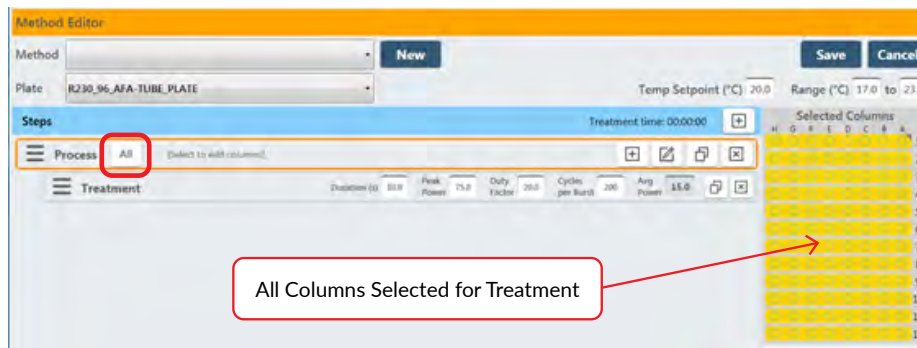 Method Editor
Method New Save Cancel
Plate R230_96_AFA-TUBE_PLATE Temp Setpoint (°C) 20.0 Range (°C) 17.0 to 23.
Steps Treatment time: 00:00:00 Selected Columns
H G F E D C B A
Process All [Select to edit columns]
Treatment Duration (s) 10.0 Peak Power 75.0 Duty Factor 20.0 Cycles per Burst 200 Avg Power 15.0
All Columns Selected for Treatment